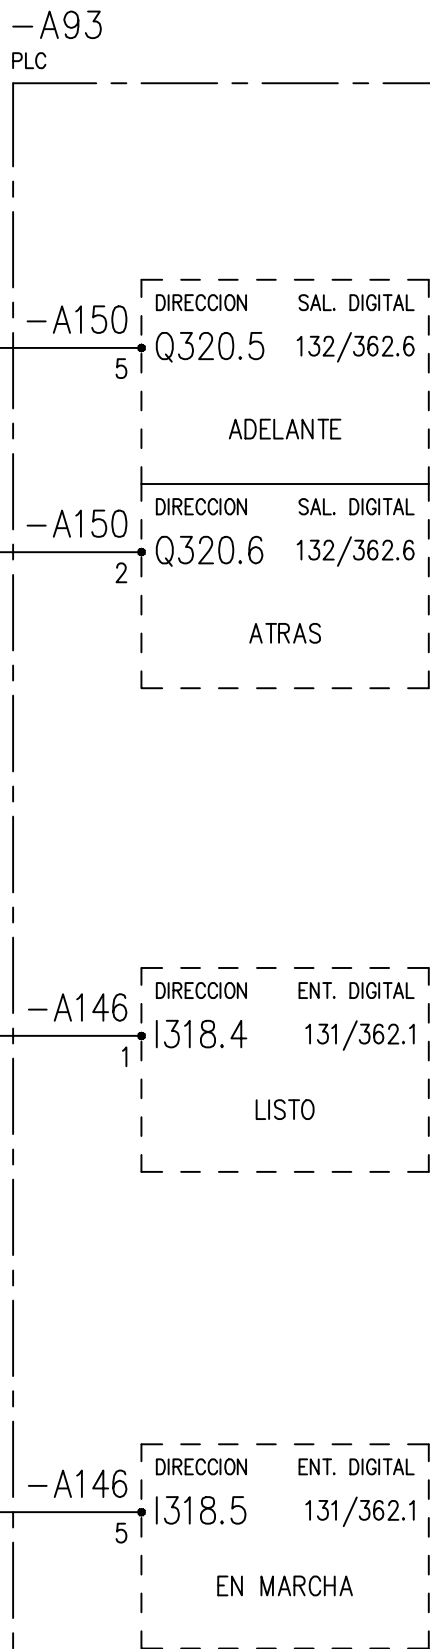 -A93
PLC
DIRECCION SAL. DIGITAL
-A150 Q320.5 132/362.6
5
ADELANTE
DIRECCION SAL. DIGITAL
-A150 Q320.6 132/362.6
2
ATRAS
DIRECCION ENT. DIGITAL
-A146 I318.4 131/362.1
1
LISTO
DIRECCION ENT. DIGITAL
-A146 I318.5 131/362.1
5
EN MARCHA